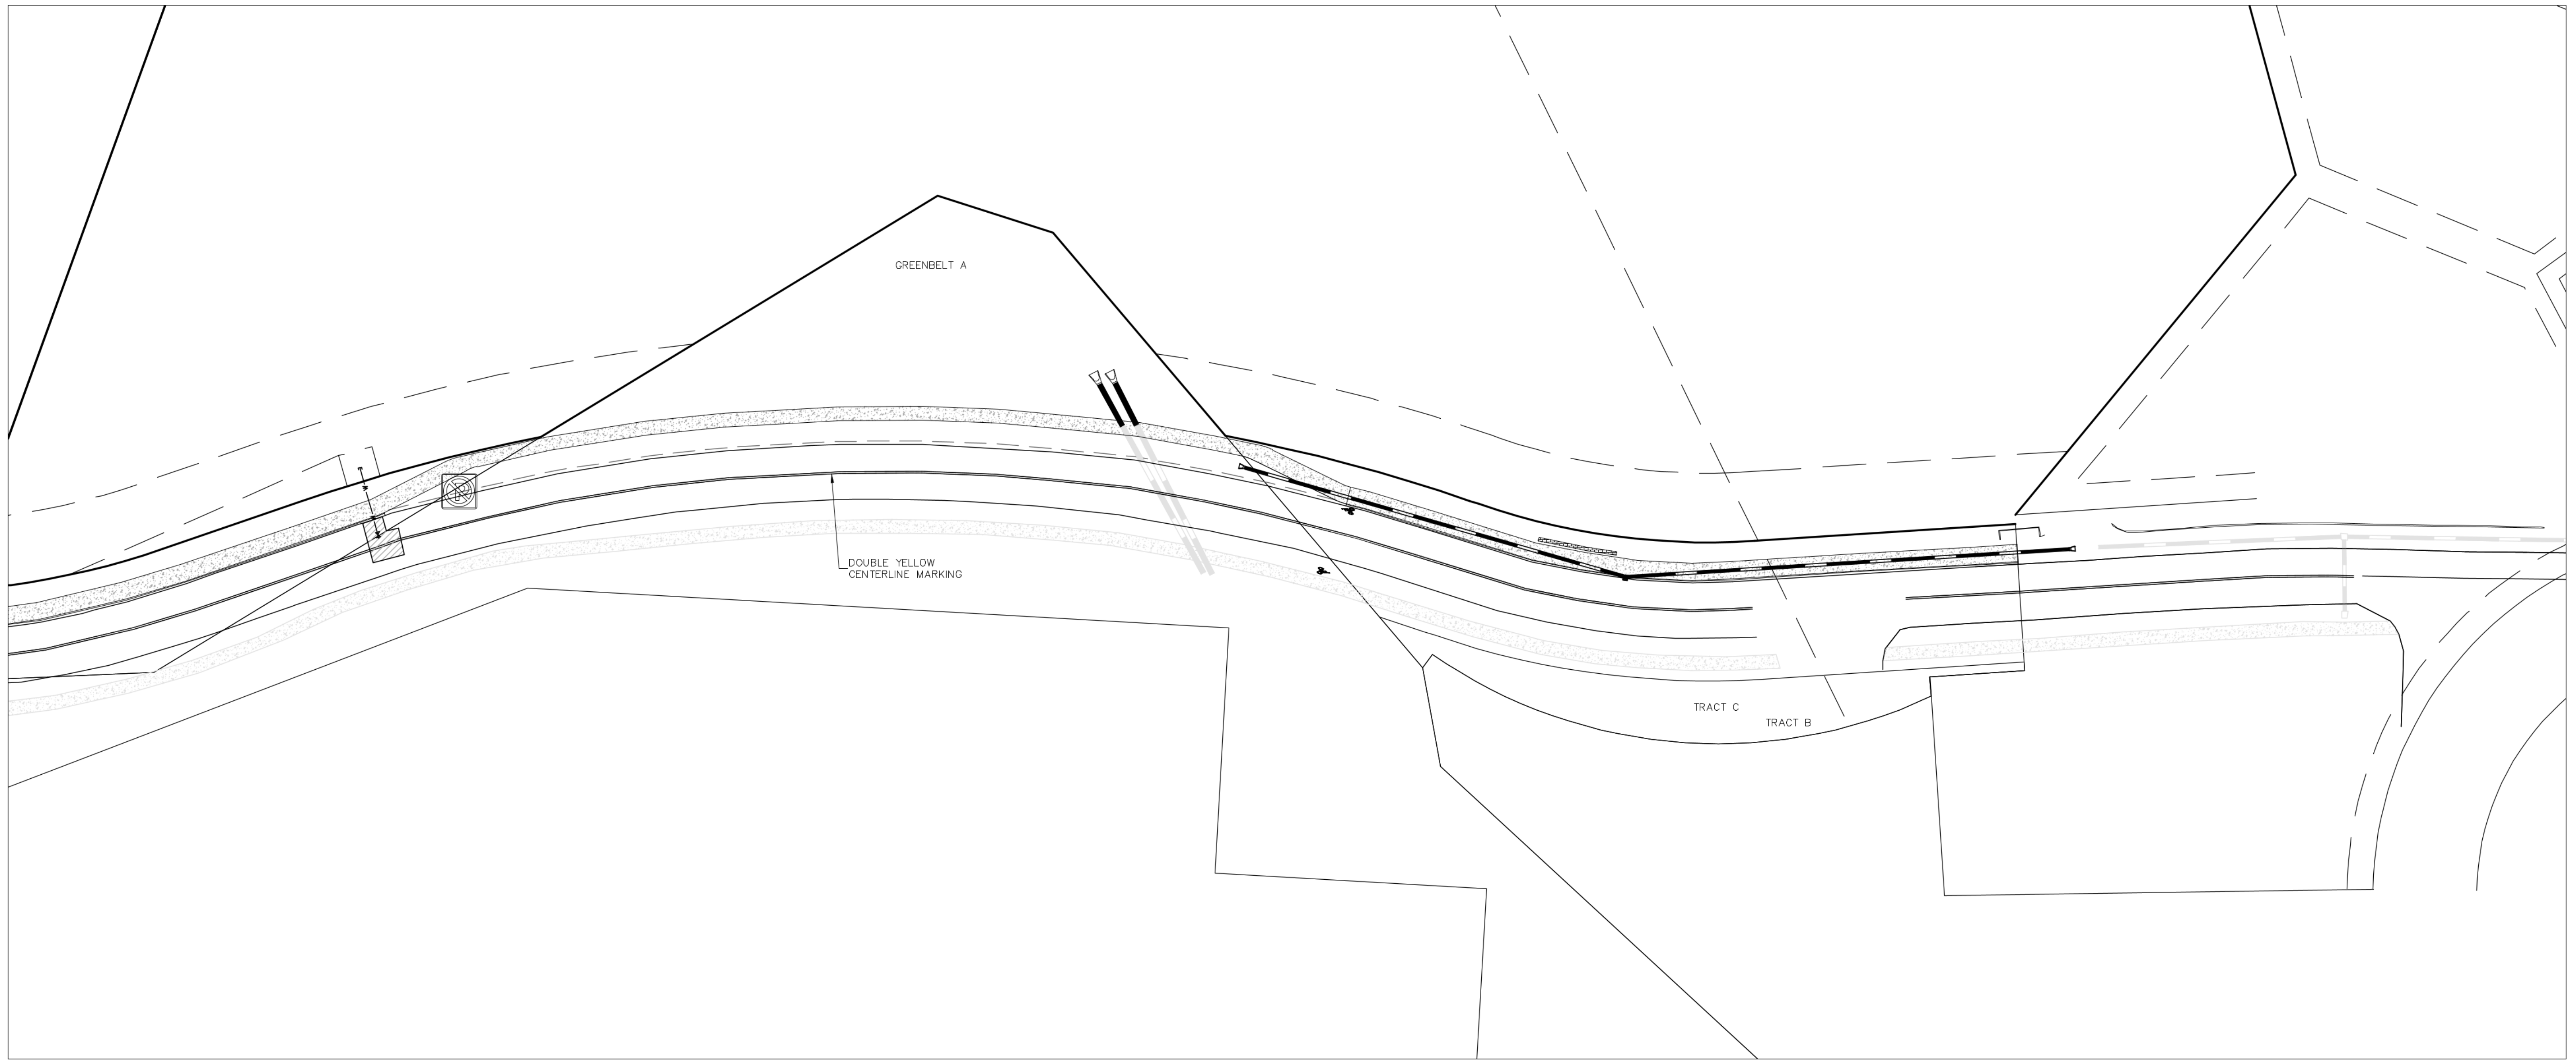 GREENBELT A
DOUBLE YELLOW
CENTERLINE MARKING
TRACT C
TRACT B